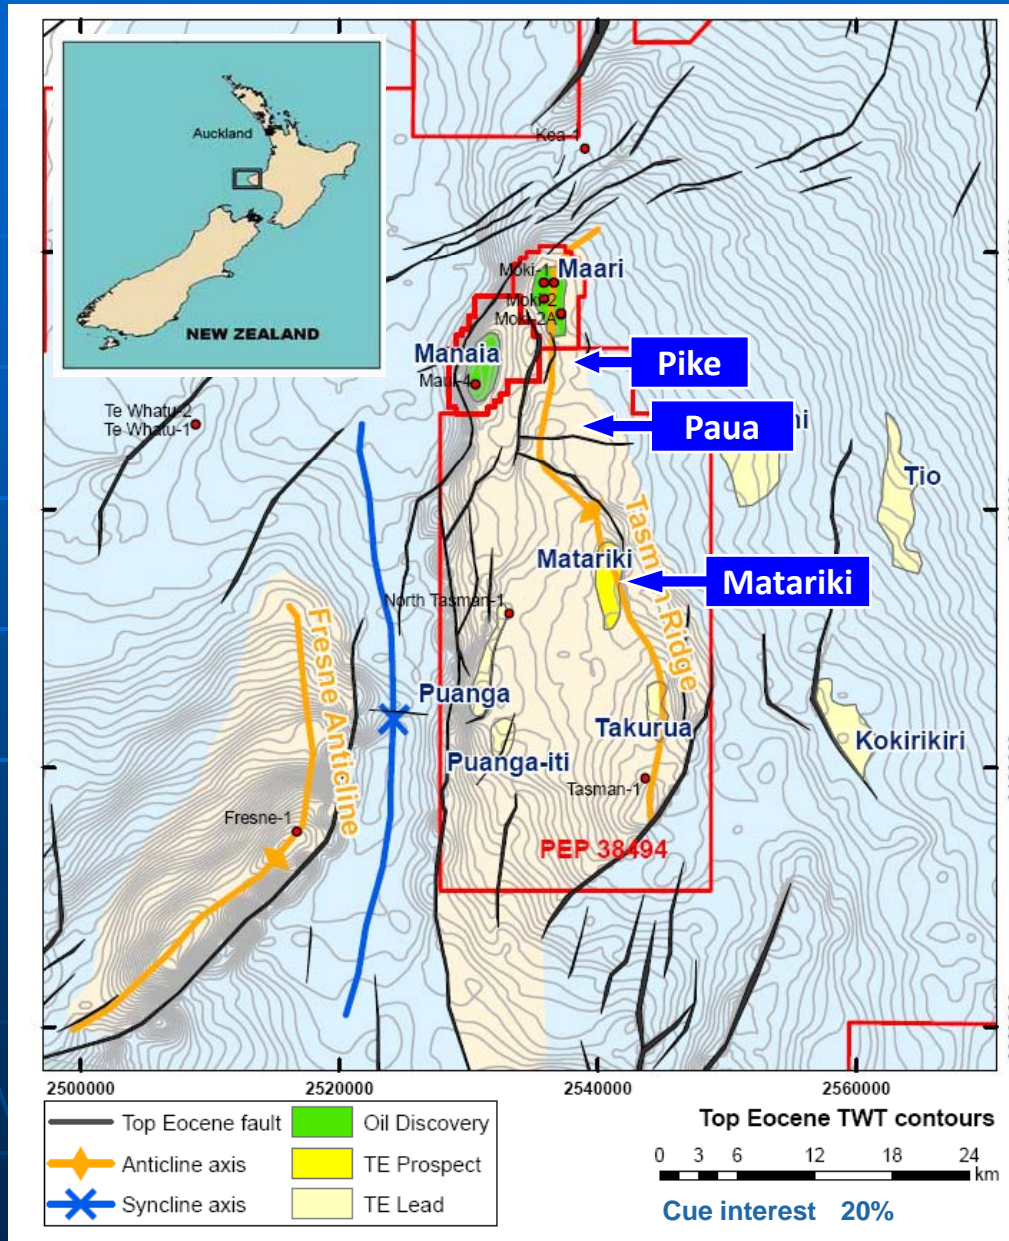 Auckland
NEW ZEALAND
Kea-1
Moki-1
Maari
Moki-2
Moki-2A
Manaia
Maui-4
Pike
Te Whatu-2
Te Whatu-1
Paua
Tio
Tasman Ridge
Matariki
Matariki
North Tasman-1
Fresne Anticline
Puanga
Takurua
Kokirikiri
Puanga-iti
Tasman-1
Fresne-1
PEP 38494
2500000
2520000
2540000
2560000
Top Eocene fault
Oil Discovery
Top Eocene TWT contours
Anticline axis
TE Prospect
0 3 6 12 18 24
km
Syncline axis
TE Lead
Cue interest 20%